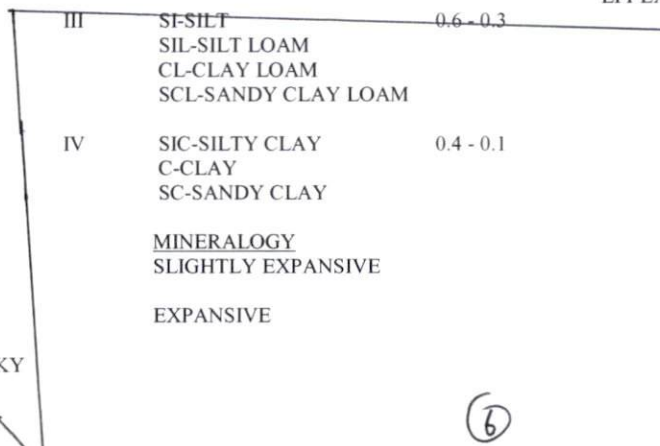 III SI-SILT 0.6 - 0.3
SIL-SILT LOAM
CL-CLAY LOAM
SCL-SANDY CLAY LOAM
IV SIC-SILTY CLAY 0.4 - 0.1
C-CLAY
SC-SANDY CLAY
MINERALOGY
SLIGHTLY EXPANSIVE
EXPANSIVE
KY
6